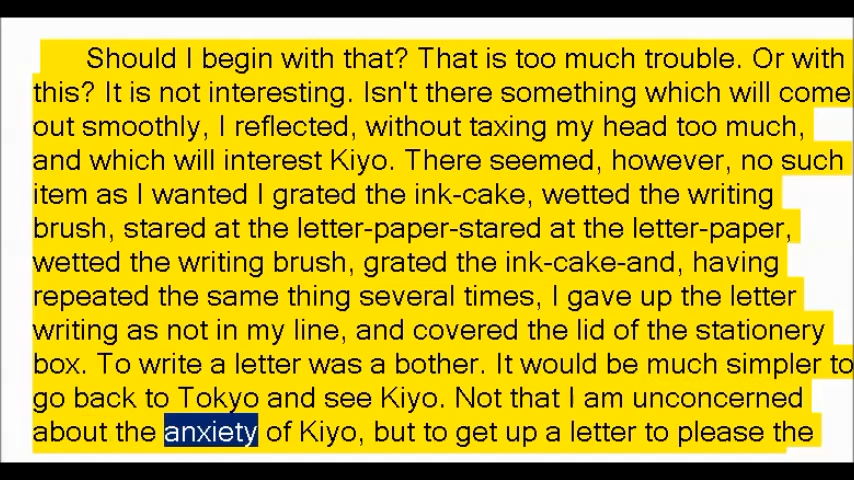 Should I begin with that? That is too much trouble. Or with
this? It is not interesting. Isn't there something which will come
out smoothly, I reflected, without taxing my head too much,
and which will interest Kiyo. There seemed, however, no such
item as I wanted I grated the ink-cake, wetted the writing
brush, stared at the letter-paper-stared at the letter-paper,
wetted the writing brush, grated the ink-cake-and, having
repeated the same thing several times, I gave up the letter
writing as not in my line, and covered the lid of the stationery
box. To write a letter was a bother. It would be much simpler to
go back to Tokyo and see Kiyo. Not that I am unconcerned
about the anxiety of Kiyo, but to get up a letter to please the